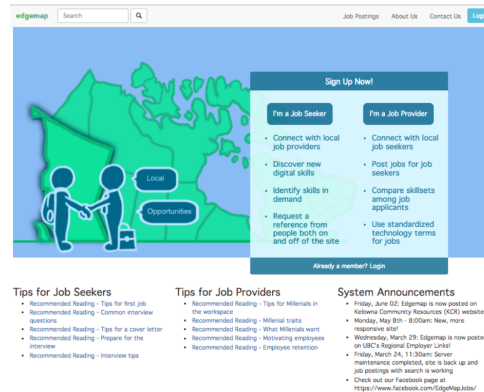 edgemap Search Job Postings About Us Contact Us Login
Sign Up Now!
I'm a Job Seeker
• Connect with local
job providers
• Discover new
digital skills
• Identify skills in
demand
• Request a
reference from
people both on
and off of the site
I'm a Job Provider
• Connect with local
job seekers
• Post jobs for job
seekers
• Compare skillsets
among job
applicants
• Use standardized
technology terms
for jobs
Already a member? Login
Local
Opportunities
Tips for Job Seekers
• Recommended Reading - Tips for first job
• Recommended Reading - Common interview
questions
• Recommended Reading - Tips for a cover letter
• Recommended Reading - Prepare for the
interview
• Recommended Reading - Interview tips
Tips for Job Providers
• Recommended Reading - Tips for Millenials in
the workspace
• Recommended Reading - Millenial traits
• Recommended Reading - What Millenials want
• Recommended Reading - Motivating employees
• Recommended Reading - Employee retention
System Announcements
• Friday, June 02: Edgemap is now posted on
Kelowna Community Resources (KCR) website
• Monday, May 8th - 8:00am: New, more
responsive site!
• Wednesday, March 29: Edgemap is now posted
on UBC's Regional Employer Links!
• Friday, March 24, 11:30am: Server
maintenance completed, site is back up and
job postings with search is working
• Check out our Facebook page at
https://www.facebook.com/EdgeMapJobs/